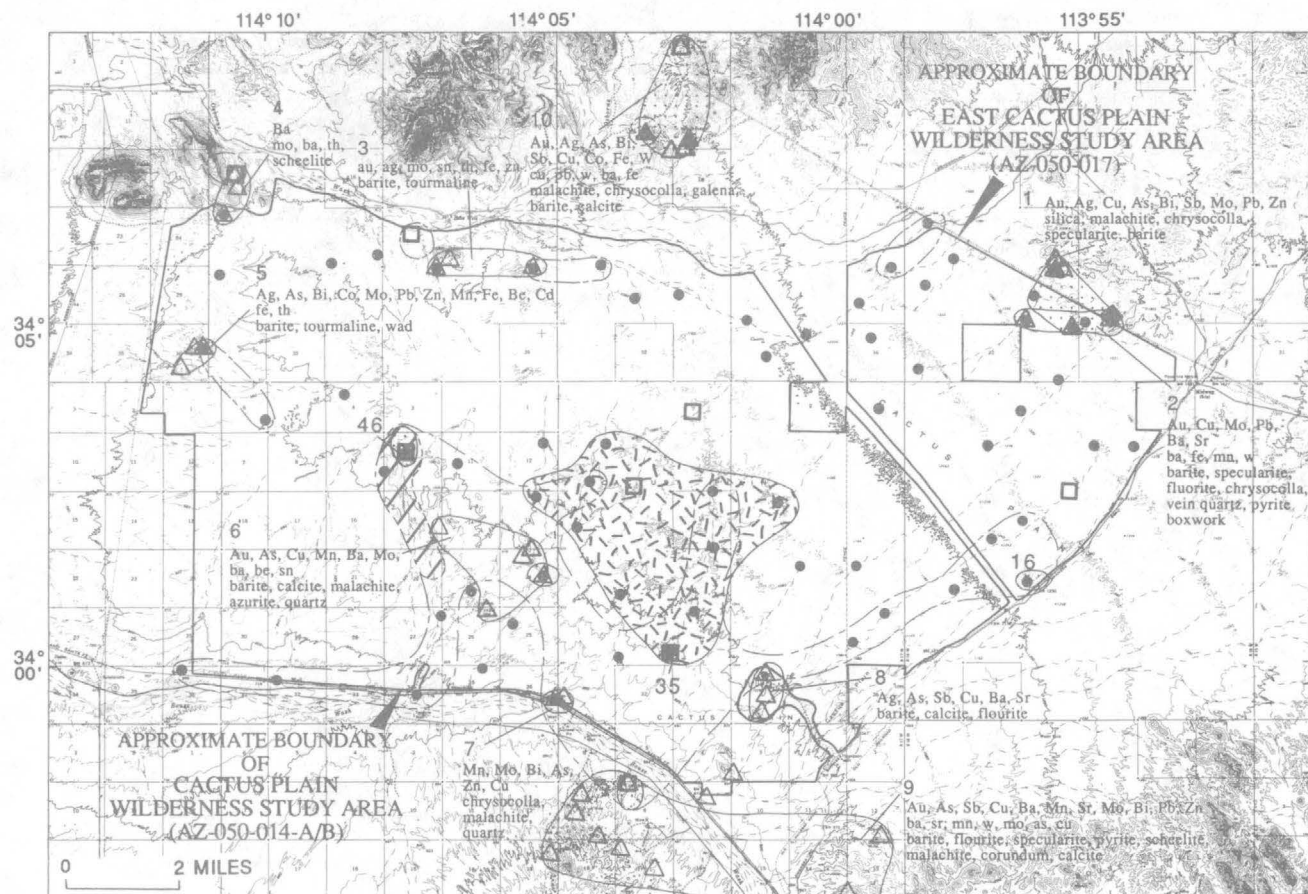 114° 10'
114° 05'
114° 00'
113° 55'
APPROXIMATE BOUNDARY
OF
EAST CACTUS PLAIN
WILDERNESS STUDY AREA
(AZ-050-017)
4
Ba
mo, ba, th,
scheelite
3
au, ag, mo, sn, th, fe, zn
barite, tourmaline
10
Au, Ag, As, Bi,
Sb, Cu, Co, Fe, W
cu, pb, w, ba, fe
malachite, chrysocolla, galena,
barite, galcite
1
Au, Ag, Cu, As, Bi, Sb, Mo, Pb, Zn
silica, malachite, chrysocolla,
specularite, barite
5
Ag, As, Bi, Co, Mo, Pb, Zn, Mn, Fe, Be, Cd
fe, th
barite, tourmaline, wad
34°
05'
2
Au, Cu, Mo, Pb,
Ba, Sr
ba, fe, mn, w
barite, specularite,
fluorite, chrysocolla,
vein quartz, pyrite
boxwork
46
CACTUS
6
Au, As, Cu, Mn, Ba, Mo,
ba, be, sn
barite, calcite, malachite,
azurite, quartz
16
34°
00'
35
8
Ag, As, Sb, Cu, Ba, Sr
barite, calcite, flourite
CACTUS
APPROXIMATE BOUNDARY
OF
CACTUS PLAIN
WILDERNESS STUDY AREA
(AZ-050-014-A/B)
7
Mn, Mo, Bi, As,
Zn, Cu
chrysocolla,
malachite,
quartz
9
Au, As, Sb, Cu, Ba, Mn, Sr, Mo, Bi, Pb, Zn
ba, sr, mn, w, mo, as, cu
barite, flourite, specularite, pyrite, scheelite,
malachite, corundum, calcite
0 2 MILES